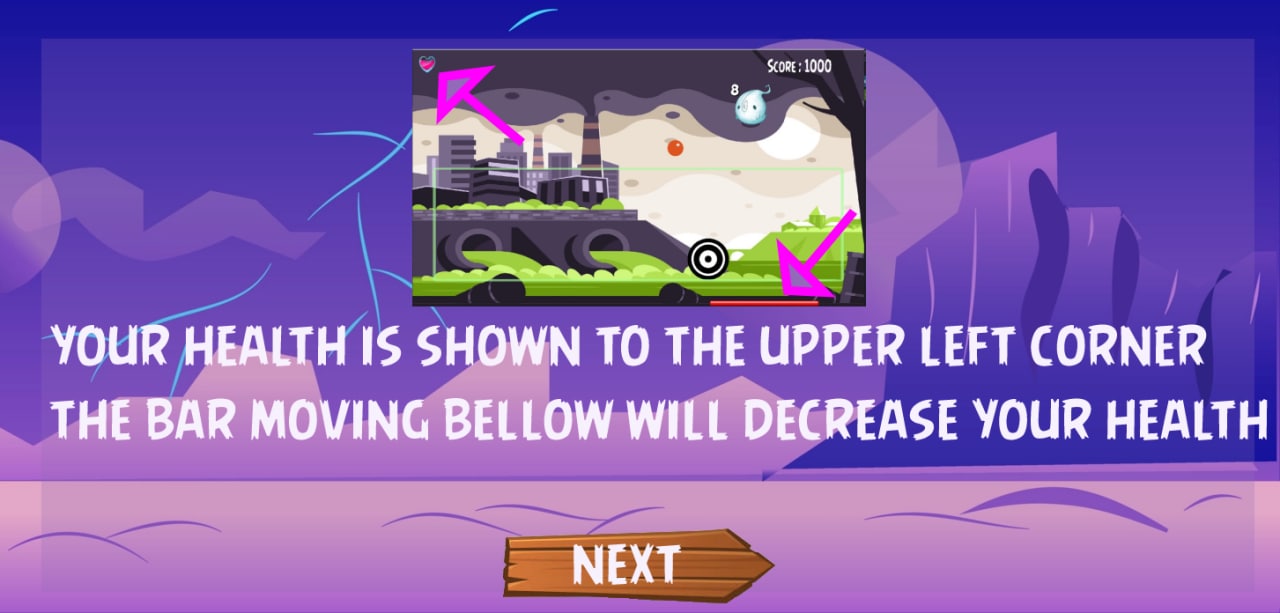 SCORE : 1000
8
YOUR HEALTH IS SHOWN TO THE UPPER LEFT CORNER
THE BAR MOVING BELLOW WILL DECREASE YOUR HEALTH
NEXT